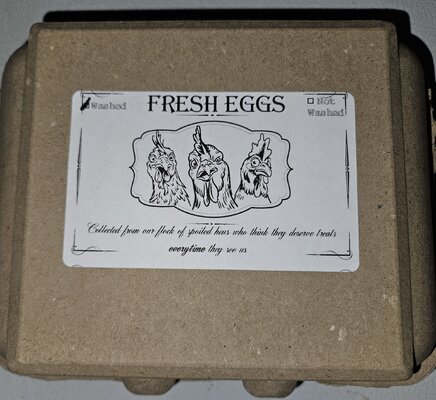 Washed
FRESH EGGS
Not
Washed
Collected from our flock of spoiled hens who think they deserve treats
everytime they see us